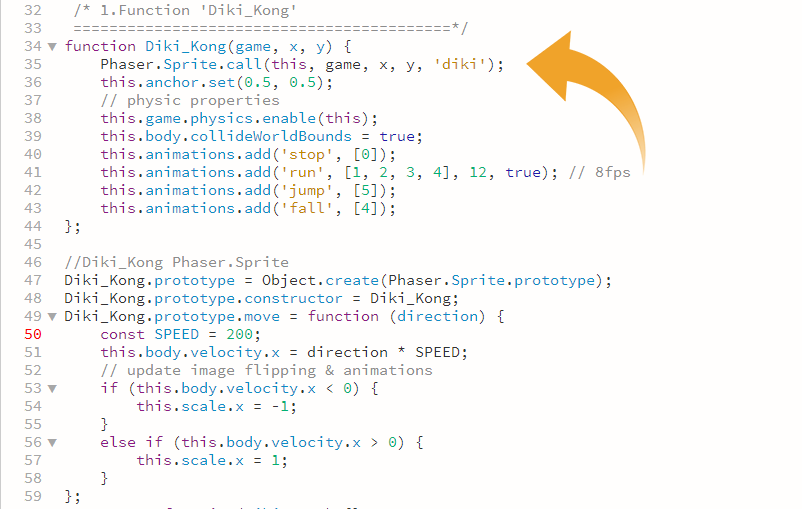 32 /* 1.Function 'Diki_Kong'
33 ==========================================*/
34 function Diki_Kong(game, x, y) {
35 Phaser.Sprite.call(this, game, x, y, 'diki');
36 this.anchor.set(0.5, 0.5);
37 // physic properties
38 this.game.physics.enable(this);
39 this.body.collideWorldBounds = true;
40 this.animations.add('stop', [0]);
41 this.animations.add('run', [1, 2, 3, 4], 12, true); // 8fps
42 this.animations.add('jump', [5]);
43 this.animations.add('fall', [4]);
44 };
45
46 //Diki_Kong Phaser.Sprite
47 Diki_Kong.prototype = Object.create(Phaser.Sprite.prototype);
48 Diki_Kong.prototype.constructor = Diki_Kong;
49 Diki_Kong.prototype.move = function (direction) {
50 const SPEED = 200;
51 this.body.velocity.x = direction * SPEED;
52 // update image flipping & animations
53 if (this.body.velocity.x < 0) {
54 this.scale.x = -1;
55 }
56 else if (this.body.velocity.x > 0) {
57 this.scale.x = 1;
58 }
59 };